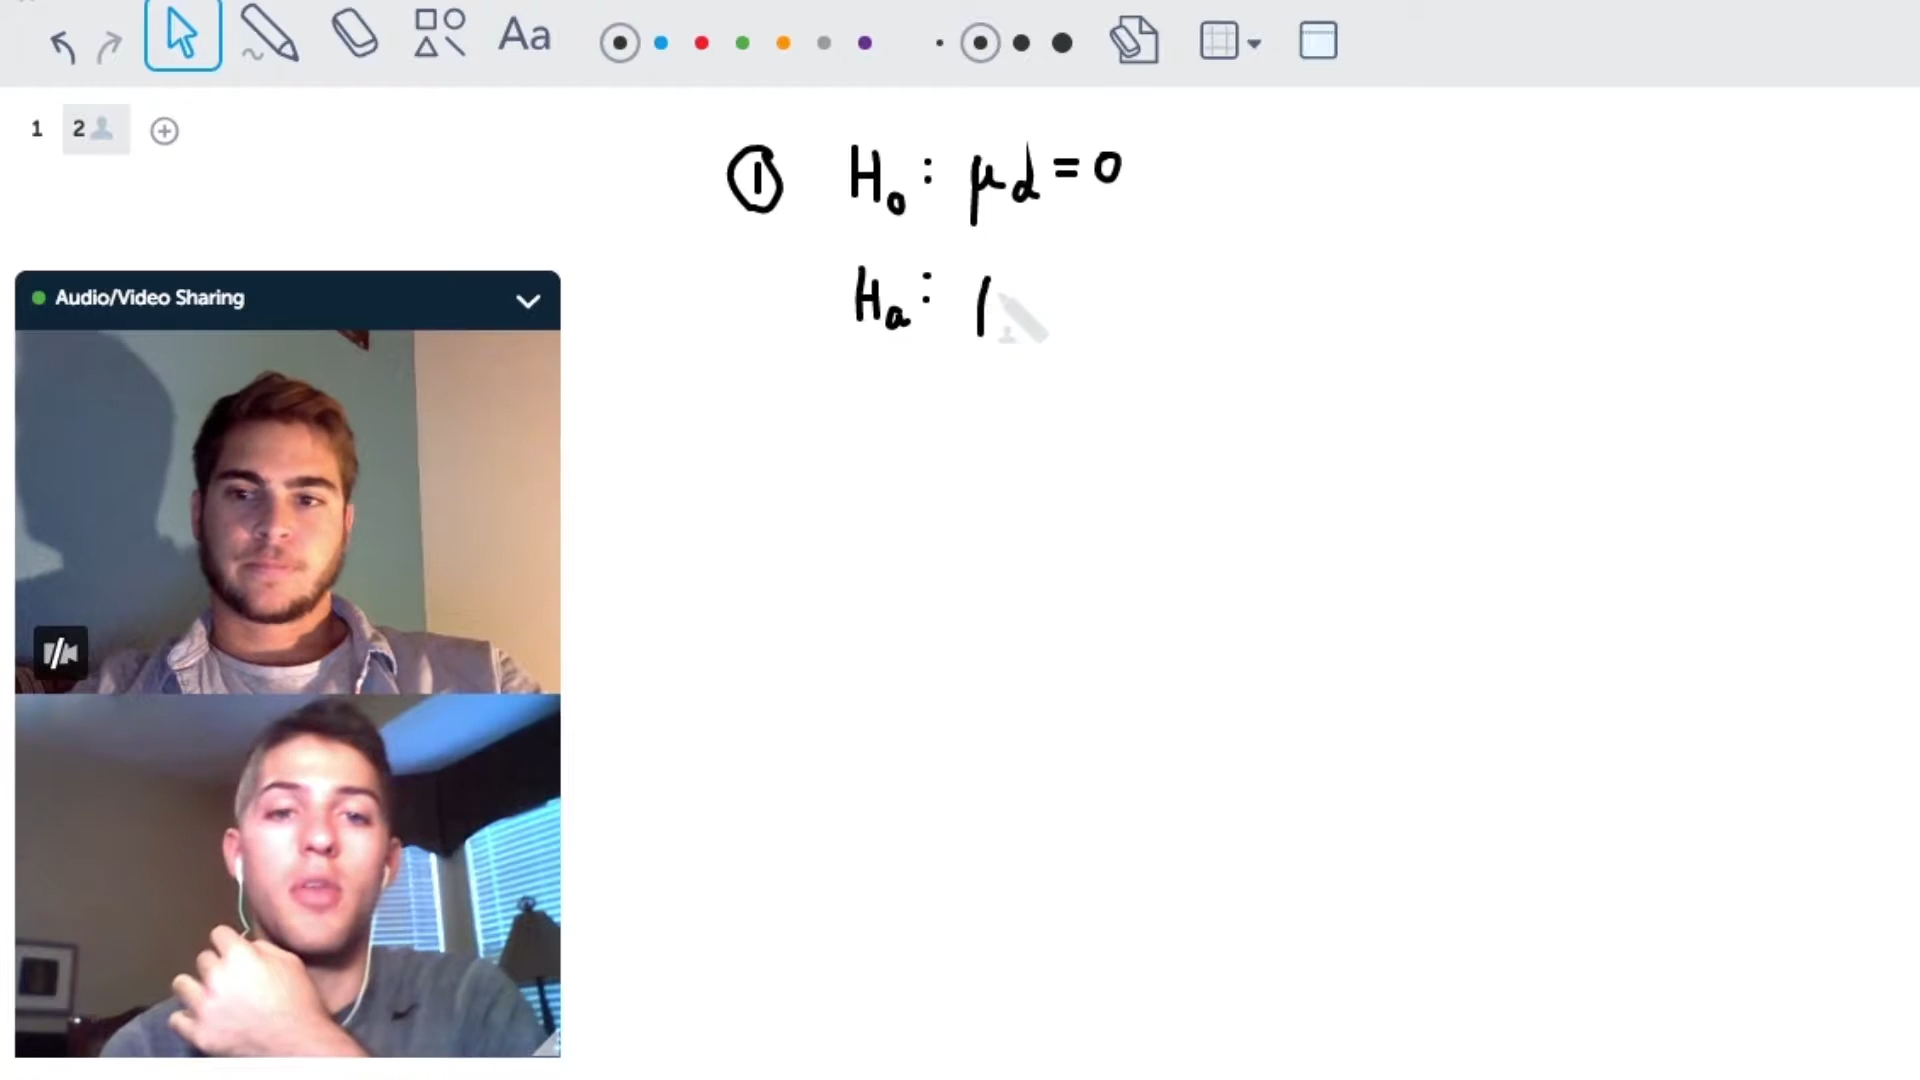 Aa
1 2
① H₀: μd = 0
Hₐ:
Audio/Video Sharing